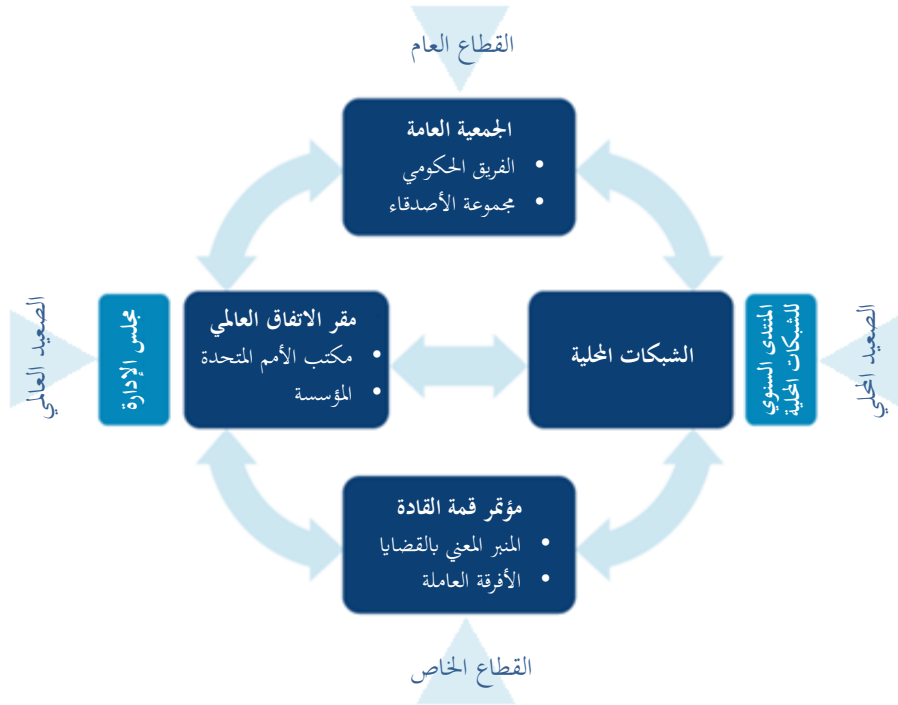 القطاع العام
الجمعية العامة
• الفريق الحكومي
• مجموعة الأصدقاء
الصعيد المحلي
المنتدى السنوي
للشبكات المحلية
الشبكات المحلية
مقر الاتفاق العالمي
• مكتب الأمم المتحدة
• المؤسسة
مجلس الإدارة
الصعيد العالمي
مؤتمر قمة القادة
• المنبر المعني بالقضايا
• الأفرقة العاملة
القطاع الخاص